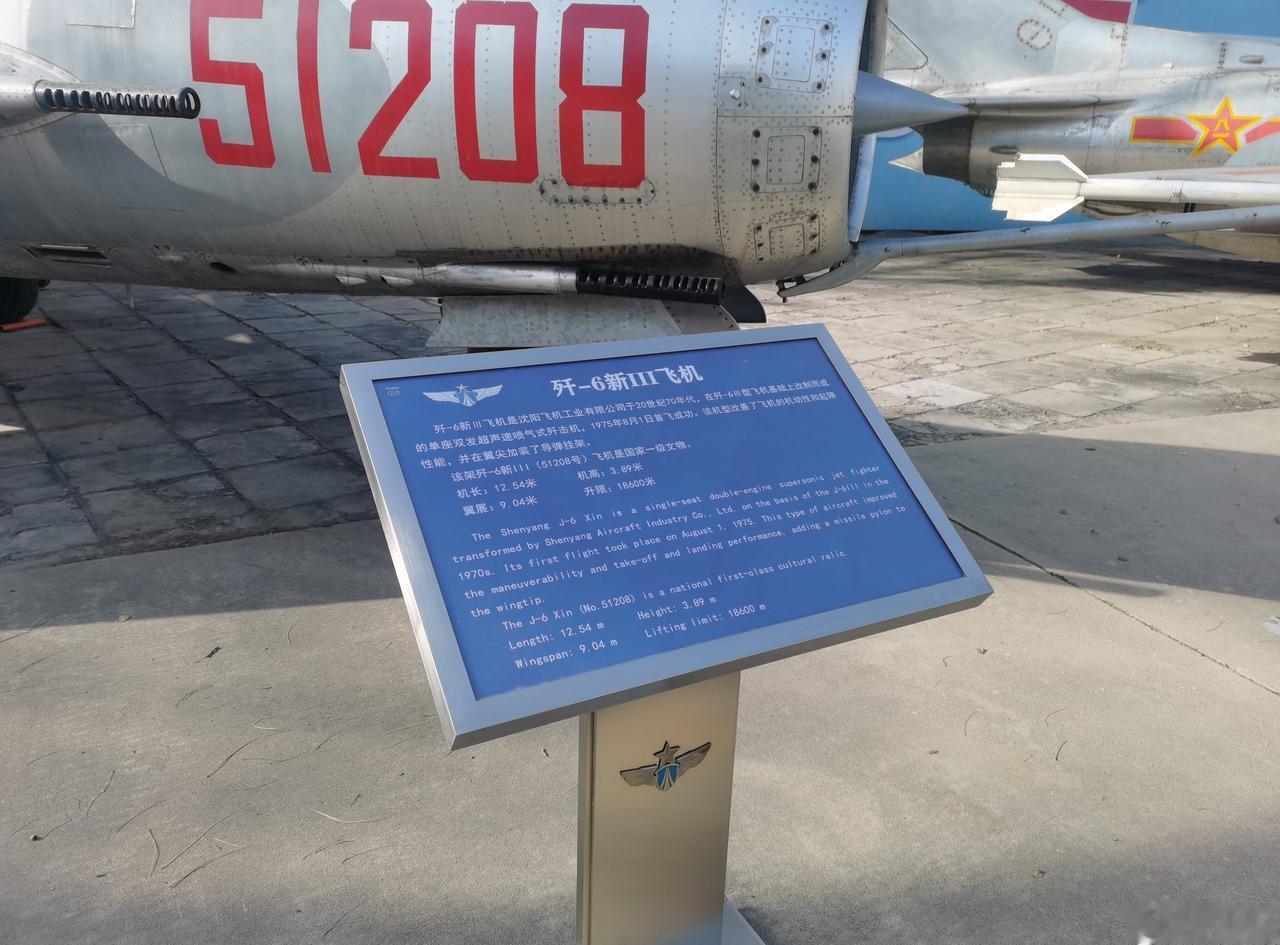 51208
歼-6新III飞机
歼-6新III飞机是沈阳飞机工业有限公司于20世纪70年代，在歼-6III型飞机基础上改制而成
的单座双发超声速喷气式歼击机，1975年8月1日首飞成功，该机型改善了飞机的机动性和起降
性能，并在翼尖加装了导弹挂架。
该架歼-6新III（51208号）飞机是国家一级文物。
机长：12.54米 机高：3.89米
翼展：9.04米 升限：18600米
The Shenyang J-6 Xin is a single-seat double-engine supersonic jet fighter
transformed by Shenyang Aircraft Industry Co., Ltd. on the basis of the J-6III in the
1970s. Its first flight took place on August 1, 1975. This type of aircraft improved
the maneuverability and take-off and landing performance, adding a missile pylon to
the wingtip.
The J-6 Xin (No.51208) is a national first-class cultural relic.
Length: 12.54 m Height: 3.89 m
Wingspan: 9.04 m Lifting limit: 18600 m